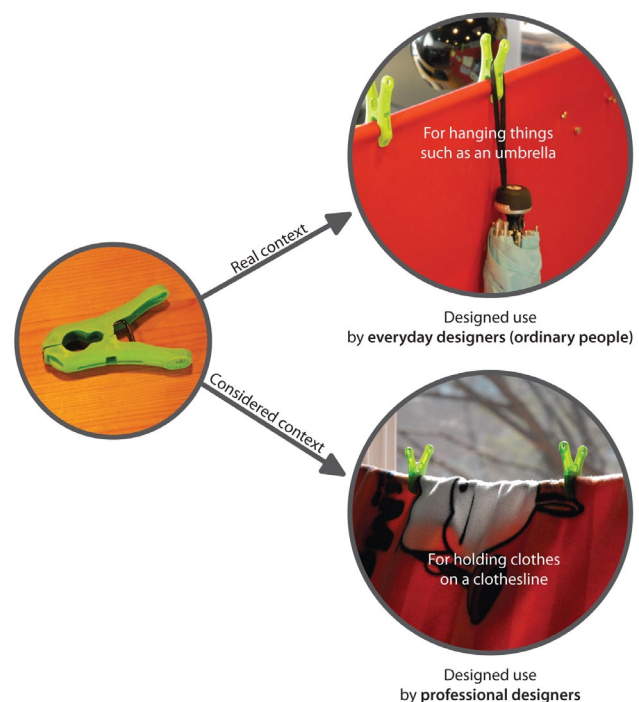 For hanging things
such as an umbrella
Real context
Designed use
by everyday designers (ordinary people)
Considered context
For holding clothes
on a clothesline
Designed use
by professional designers